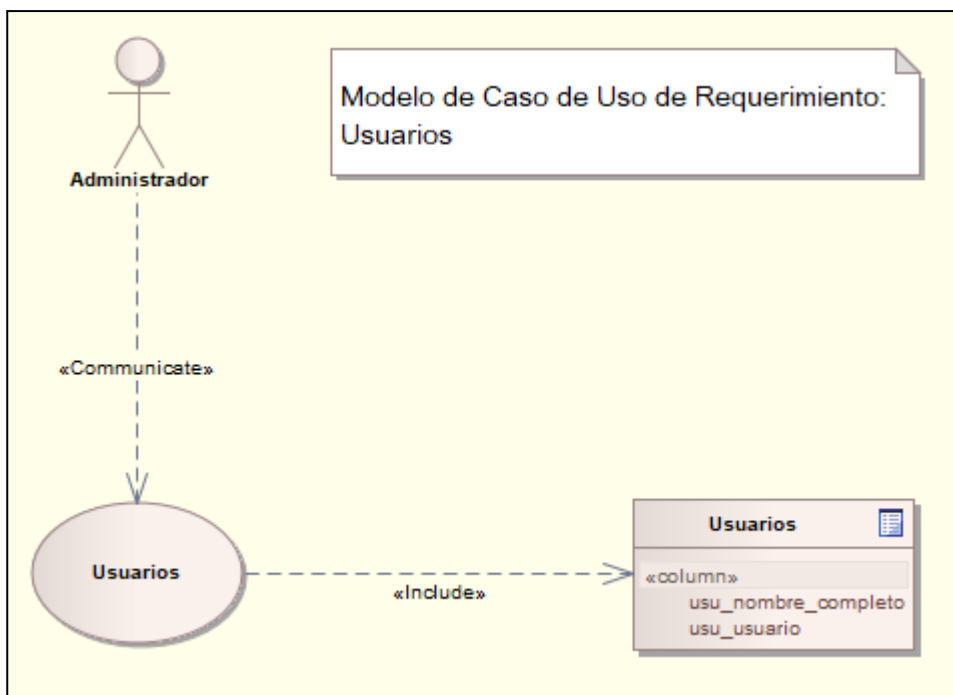 Modelo de Caso de Uso de Requerimiento:
Usuarios
Administrador
«Communicate»
Usuarios
«Include»
Usuarios
«column»
usu_nombre_completo
usu_usuario